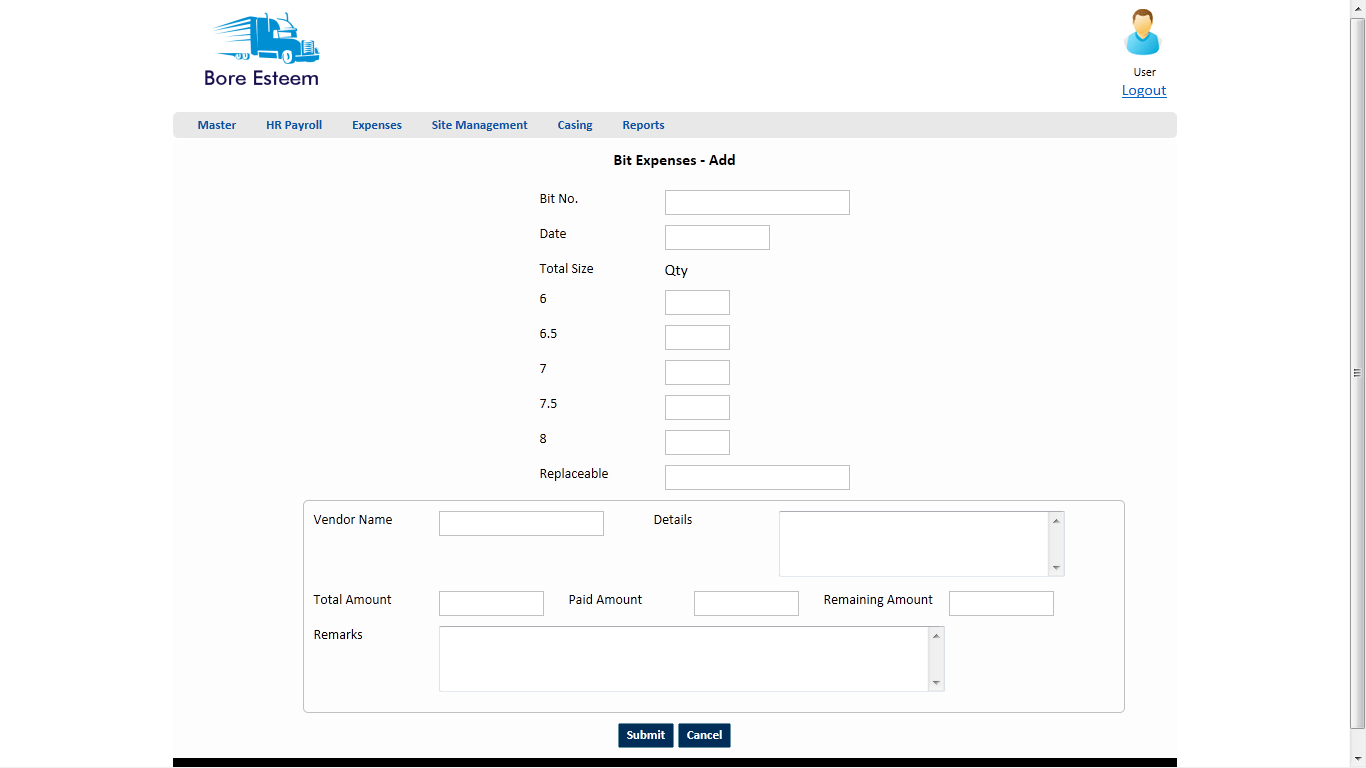 Bore Esteem
User
Logout
Master HR Payroll Expenses Site Management Casing Reports
Bit Expenses - Add
Bit No.
Date
Total Size Qty
6
6.5
7
7.5
8
Replaceable
Vendor Name Details
Total Amount Paid Amount Remaining Amount
Remarks
Submit Cancel